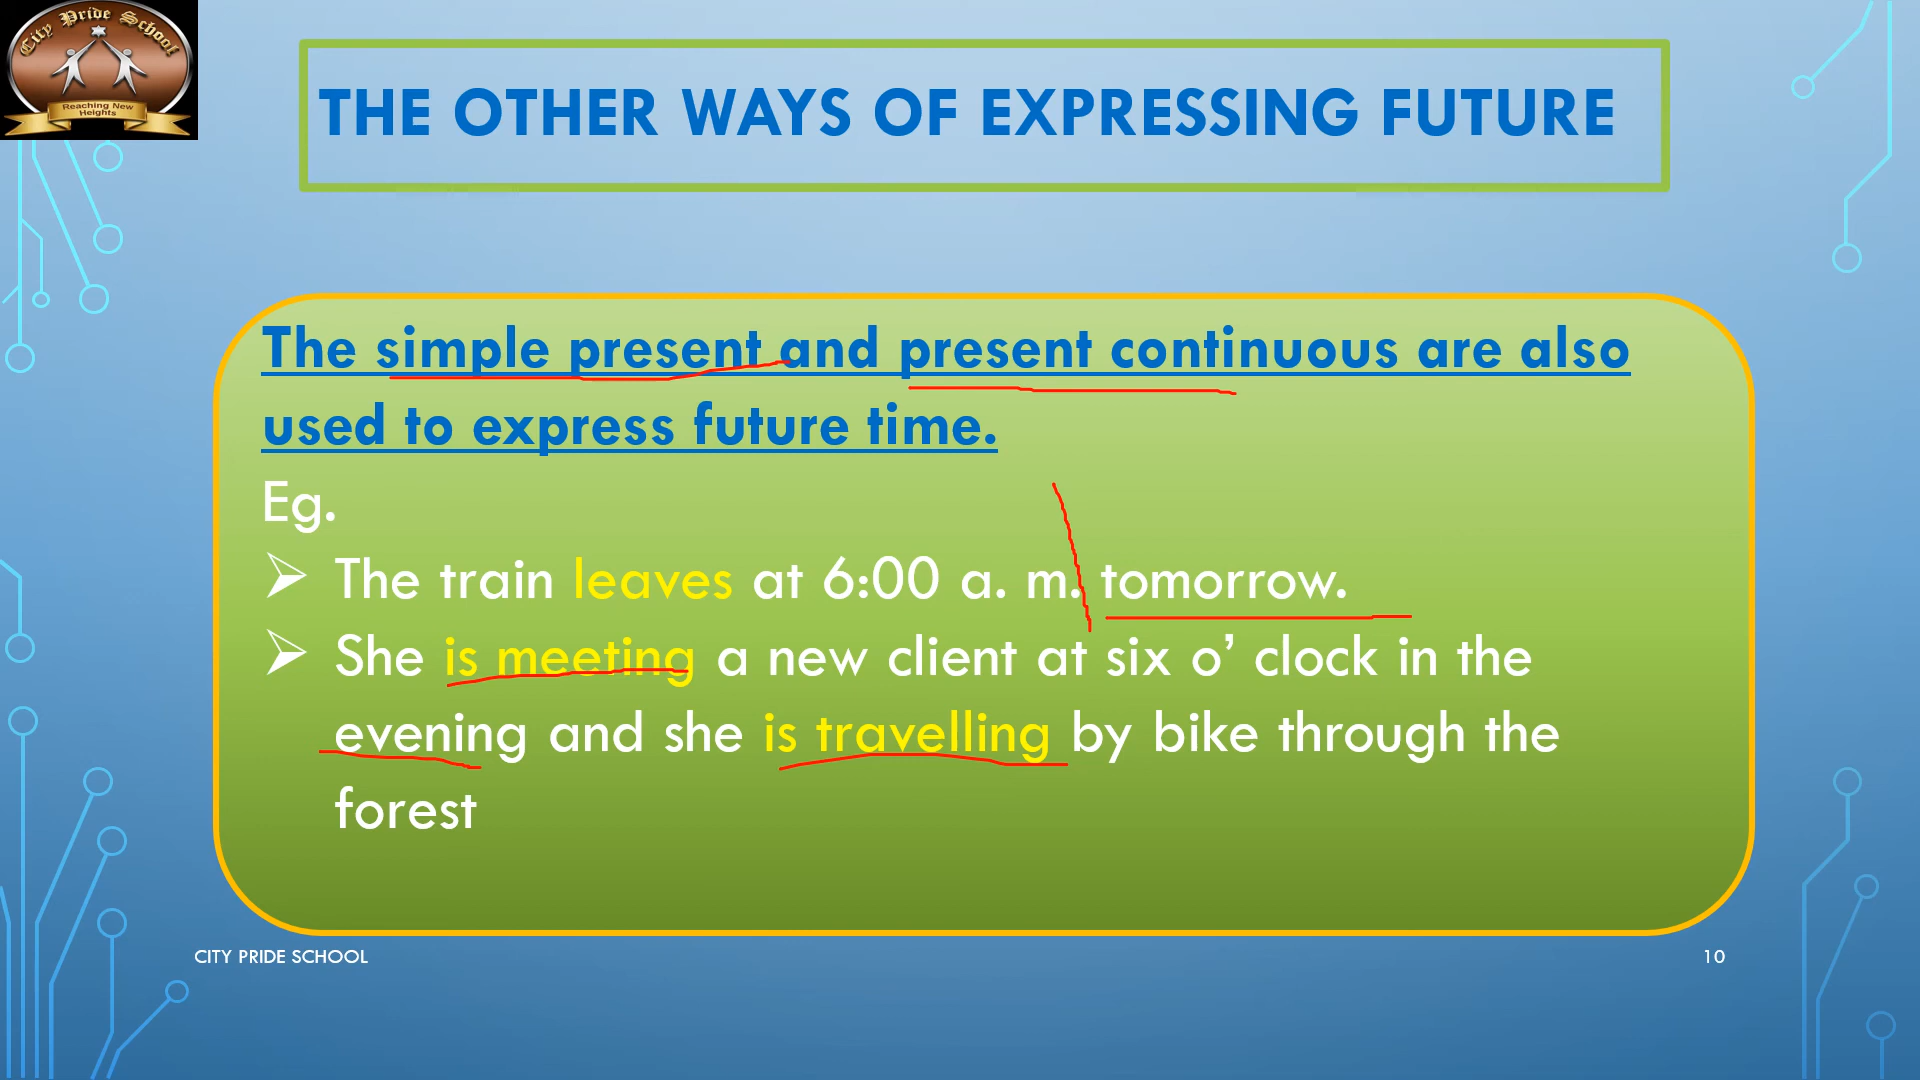 City Pride School
Reaching New
Heights
THE OTHER WAYS OF EXPRESSING FUTURE
The simple present and present continuous are also
used to express future time.
Eg.
➢ The train leaves at 6:00 a. m. tomorrow.
➢ She is meeting a new client at six o’ clock in the
evening and she is travelling by bike through the
forest
CITY PRIDE SCHOOL
10